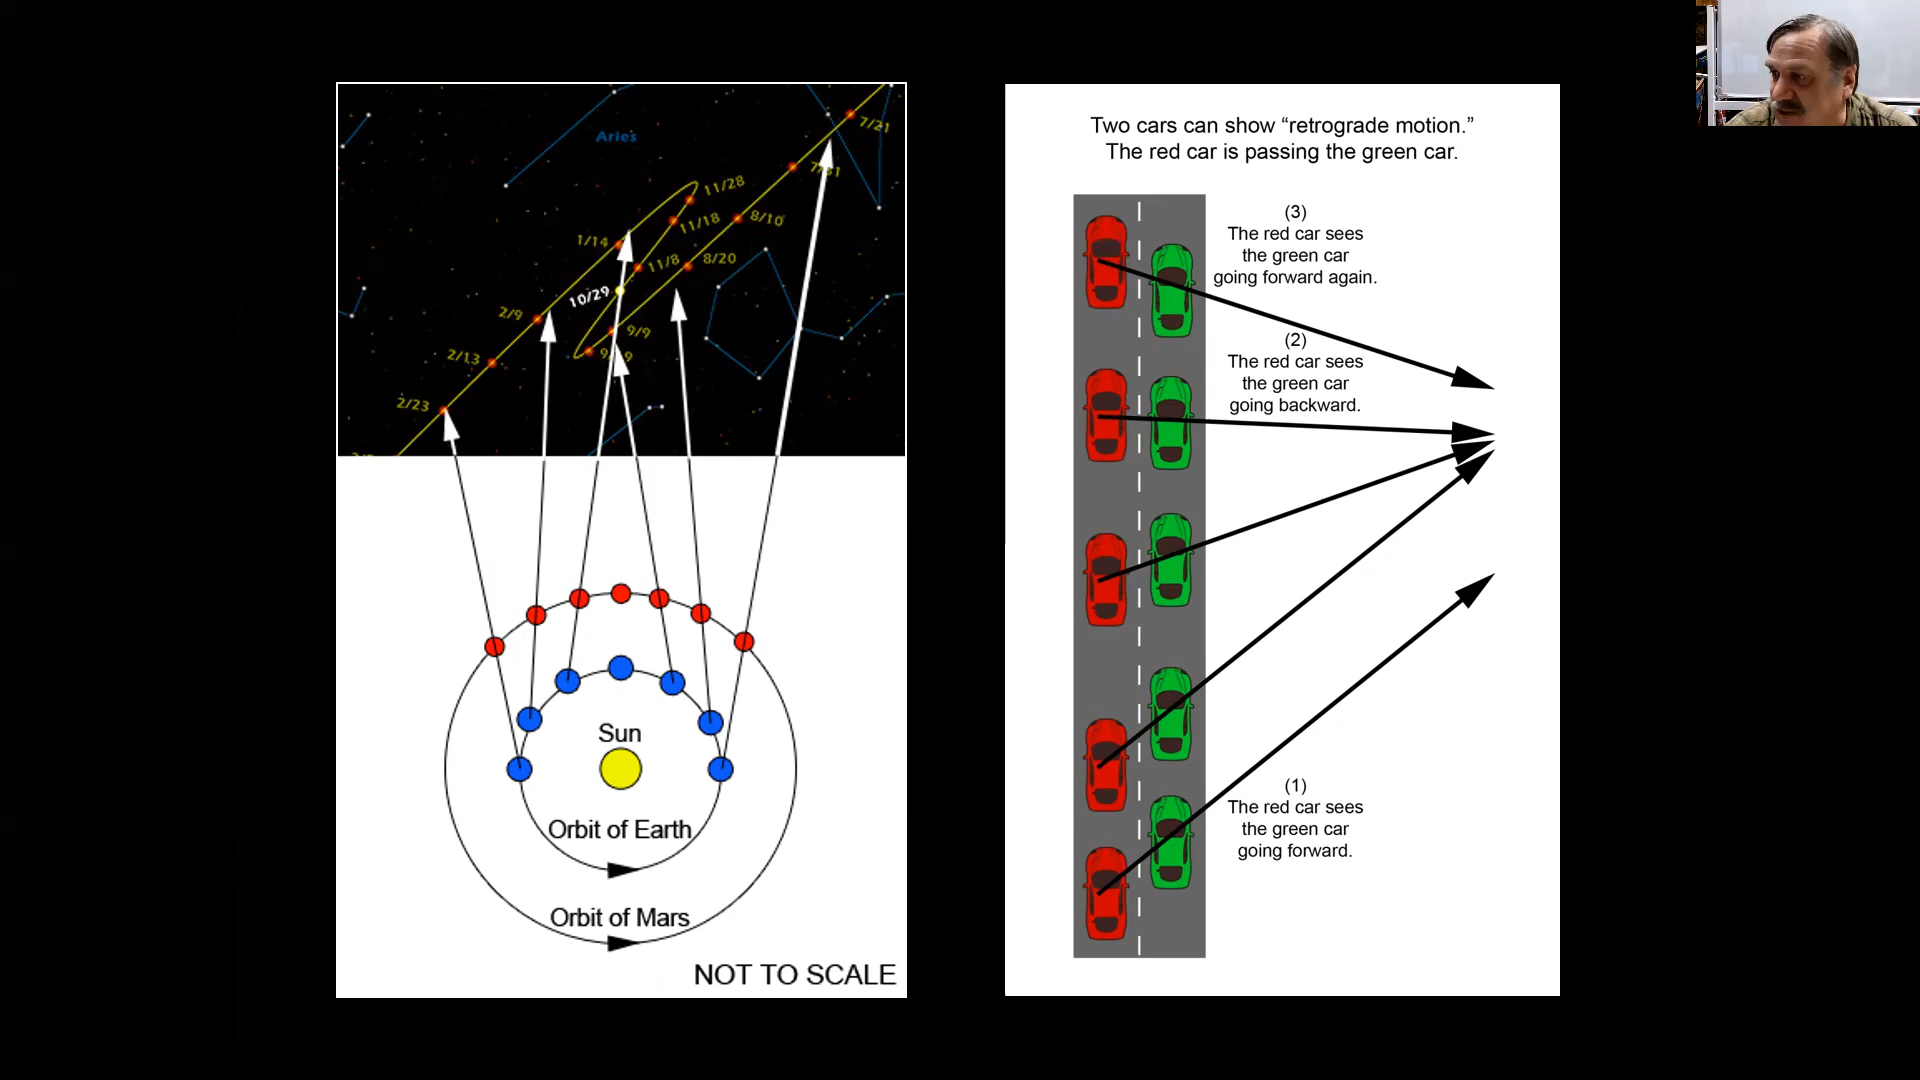 Aries
7/21
7/31
11/28
8/10
11/18
1/14
11/8
8/20
10/29
2/9
9/9
2/13
2/23
Sun
Orbit of Earth
Orbit of Mars
NOT TO SCALE
Two cars can show “retrograde motion.”
The red car is passing the green car.
(3)
The red car sees
the green car
going forward again.
(2)
The red car sees
the green car
going backward.
(1)
The red car sees
the green car
going forward.